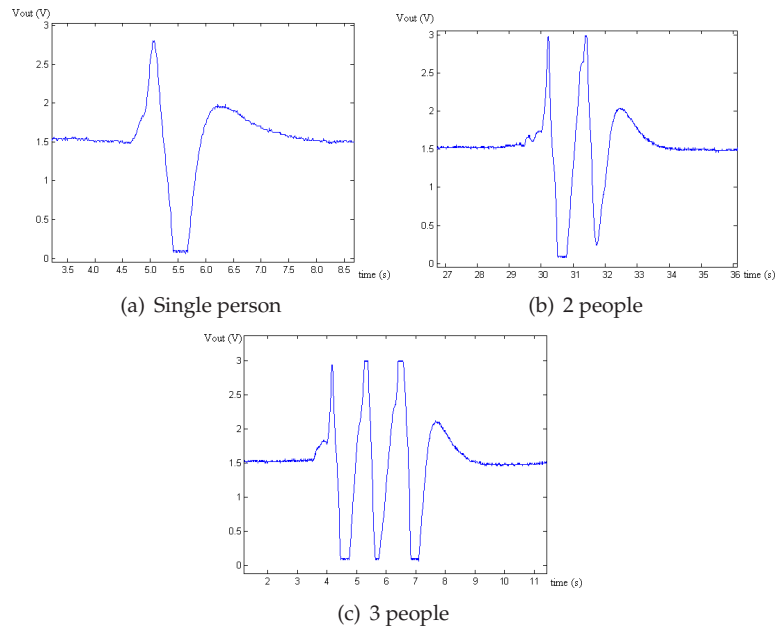 Vout (V)
3
2.5
2
1.5
1
0.5
0
3.5 4.0 4.5 5.0 5.5 6.0 6.5 7.0 7.5 8.0 8.5 time (s)
(a) Single person
Vout (V)
3
2.5
2
1.5
1
0.5
0
27 28 29 30 31 32 33 34 35 36 time (s)
(b) 2 people
Vout (V)
3
2.5
2
1.5
1
0.5
0
2 3 4 5 6 7 8 9 10 11 time (s)
(c) 3 people